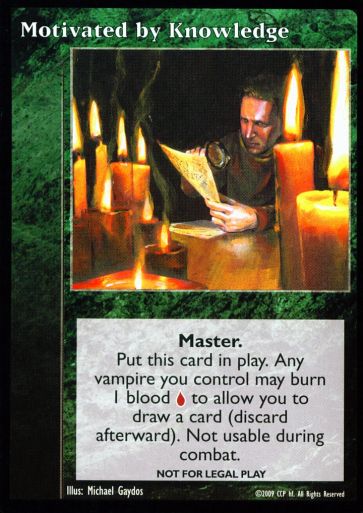 Motivated by Knowledge
Master.
Put this card in play. Any
vampire you control may burn
1 blood to allow you to
draw a card (discard
afterward). Not usable during
combat.
NOT FOR LEGAL PLAY
Illus: Michael Gaydos
©2009 CCP hf. All Rights Reserved